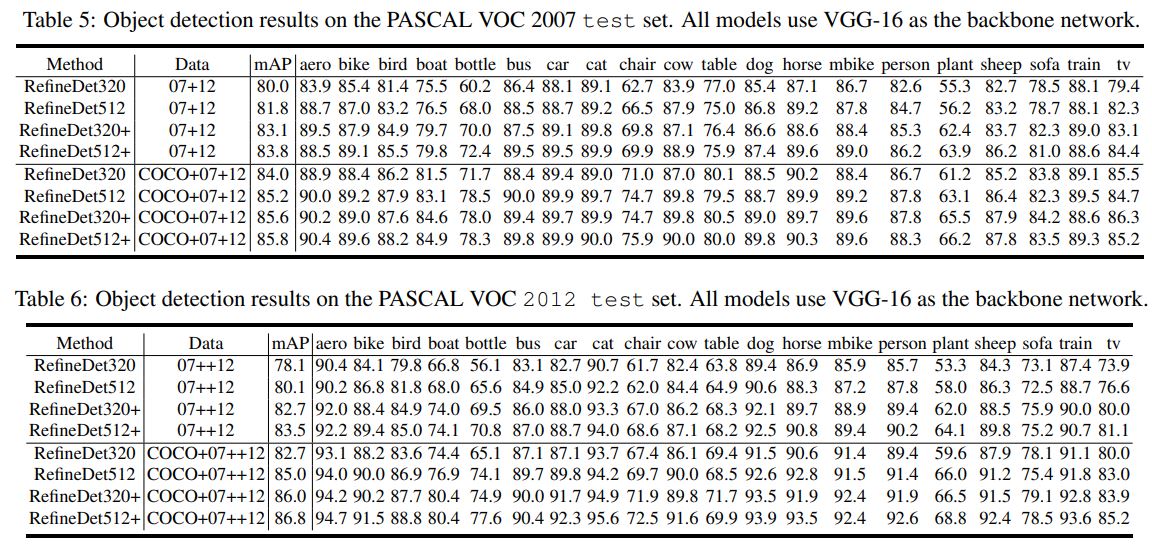 Table 5: Object detection results on the PASCAL VOC 2007 test set. All models use VGG-16 as the backbone network.
Method Data mAP aero bike bird boat bottle bus car cat chair cow table dog horse mbike person plant sheep sofa train tv
RefineDet320 07+12 80.0 83.9 85.4 81.4 75.5 60.2 86.4 88.1 89.1 62.7 83.9 77.0 85.4 87.1 86.7 82.6 55.3 82.7 78.5 88.1 79.4
RefineDet512 07+12 81.8 88.7 87.0 83.2 76.5 68.0 88.5 88.7 89.2 66.5 87.9 75.0 86.8 89.2 87.8 84.7 56.2 83.2 78.7 88.1 82.3
RefineDet320+ 07+12 83.1 89.5 87.9 84.9 79.7 70.0 87.5 89.1 89.8 69.8 87.1 76.4 86.6 88.6 88.4 85.3 62.4 83.7 82.3 89.0 83.1
RefineDet512+ 07+12 83.8 88.5 89.1 85.5 79.8 72.4 89.5 89.5 89.9 69.9 88.9 75.9 87.4 89.6 89.0 86.2 63.9 86.2 81.0 88.6 84.4
RefineDet320 COCO+07+12 84.0 88.9 88.4 86.2 81.5 71.7 88.4 89.4 89.0 71.0 87.0 80.1 88.5 90.2 88.4 86.7 61.2 85.2 83.8 89.1 85.5
RefineDet512 COCO+07+12 85.2 90.0 89.2 87.9 83.1 78.5 90.0 89.9 89.7 74.7 89.8 79.5 88.7 89.9 89.2 87.8 63.1 86.4 82.3 89.5 84.7
RefineDet320+ COCO+07+12 85.6 90.2 89.0 87.6 84.6 78.0 89.4 89.7 89.9 74.7 89.8 80.5 89.0 89.7 89.6 87.8 65.5 87.9 84.2 88.6 86.3
RefineDet512+ COCO+07+12 85.8 90.4 89.6 88.2 84.9 78.3 89.8 89.9 90.0 75.9 90.0 80.0 89.8 90.3 89.6 88.3 66.2 87.8 83.5 89.3 85.2
Table 6: Object detection results on the PASCAL VOC 2012 test set. All models use VGG-16 as the backbone network.
Method Data mAP aero bike bird boat bottle bus car cat chair cow table dog horse mbike person plant sheep sofa train tv
RefineDet320 07++12 78.1 90.4 84.1 79.8 66.8 56.1 83.1 82.7 90.7 61.7 82.4 63.8 89.4 86.9 85.9 85.7 53.3 84.3 73.1 87.4 73.9
RefineDet512 07++12 80.1 90.2 86.8 81.8 68.0 65.6 84.9 85.0 92.2 62.0 84.4 64.9 90.6 88.3 87.2 87.8 58.0 86.3 72.5 88.7 76.6
RefineDet320+ 07++12 82.7 92.0 88.4 84.9 74.0 69.5 86.0 88.0 93.3 67.0 86.2 68.3 92.1 89.7 88.9 89.4 62.0 88.5 75.9 90.0 80.0
RefineDet512+ 07++12 83.5 92.2 89.4 85.0 74.1 70.8 87.0 88.7 94.0 68.6 87.1 68.2 92.5 90.8 89.4 90.2 64.1 89.8 75.2 90.7 81.1
RefineDet320 COCO+07++12 82.7 93.1 88.2 83.6 74.4 65.1 87.1 87.1 93.7 67.4 86.1 69.4 91.5 90.6 91.4 89.4 59.6 87.9 78.1 91.1 80.0
RefineDet512 COCO+07++12 85.0 94.0 90.0 86.9 76.9 74.1 89.7 89.8 94.2 69.7 90.0 68.5 92.6 92.8 91.5 91.4 66.0 91.2 75.4 91.8 83.0
RefineDet320+ COCO+07++12 86.0 94.2 90.2 87.7 80.4 74.9 90.0 91.7 94.9 71.9 89.8 71.7 93.5 91.9 92.4 91.9 66.5 91.5 79.1 92.8 83.9
RefineDet512+ COCO+07++12 86.8 94.7 91.5 88.8 80.4 77.6 90.4 92.3 95.6 72.5 91.6 69.9 93.9 93.5 92.4 92.6 68.8 92.4 78.5 93.6 85.2